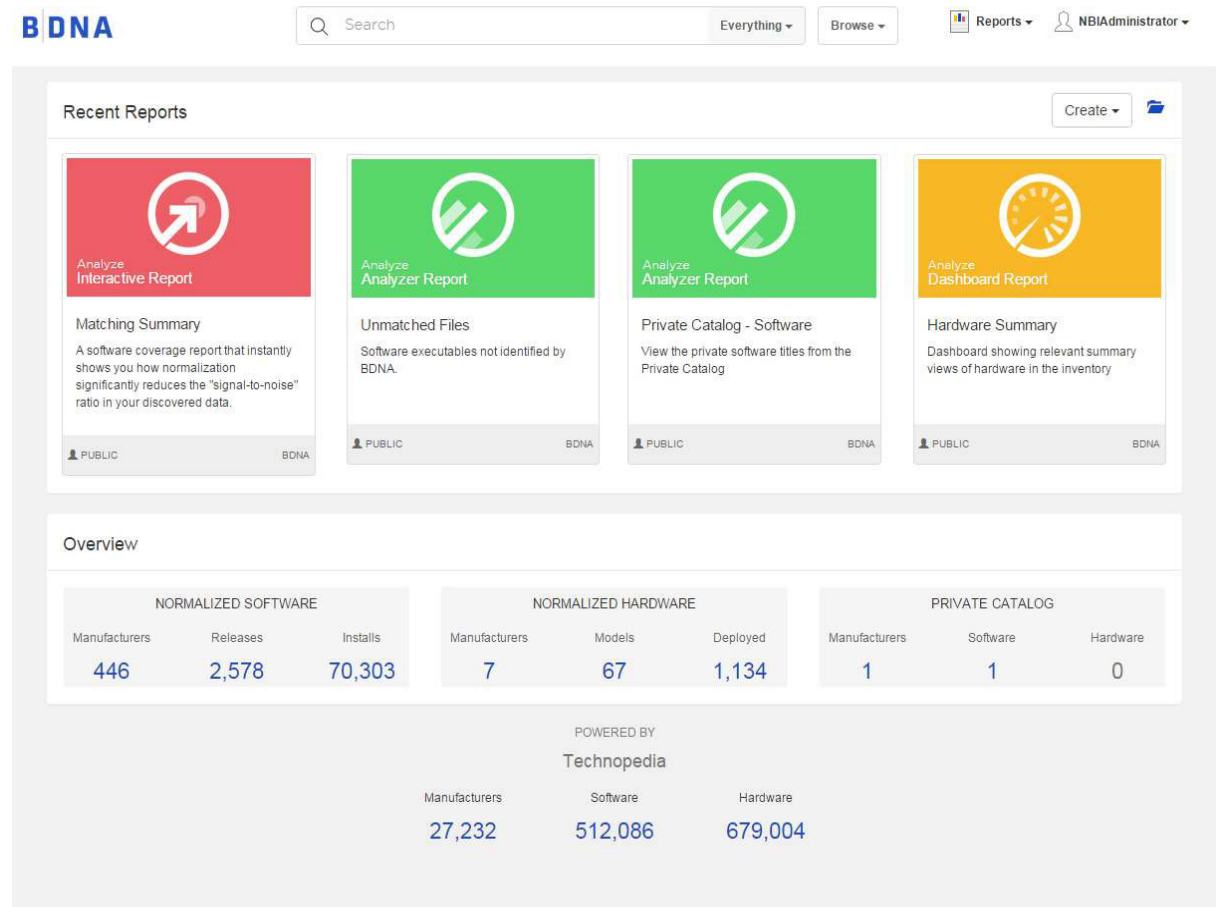 BDNA
Search
Everything
Browse
Reports
NBIAdministrator
Recent Reports
Create
Analyze
Interactive Report
Matching Summary
A software coverage report that instantly
shows you how normalization
significantly reduces the "signal-to-noise"
ratio in your discovered data.
PUBLIC BDNA
Analyze
Analyzer Report
Unmatched Files
Software executables not identified by
BDNA.
PUBLIC BDNA
Analyze
Analyzer Report
Private Catalog - Software
View the private software titles from the
Private Catalog
PUBLIC BDNA
Analyze
Dashboard Report
Hardware Summary
Dashboard showing relevant summary
views of hardware in the inventory
PUBLIC BDNA
Overview
NORMALIZED SOFTWARE
Manufacturers Releases Installs
446 2,578 70,303
NORMALIZED HARDWARE
Manufacturers Models Deployed
7 67 1,134
PRIVATE CATALOG
Manufacturers Software Hardware
1 1 0
POWERED BY
Technopedia
Manufacturers Software Hardware
27,232 512,086 679,004